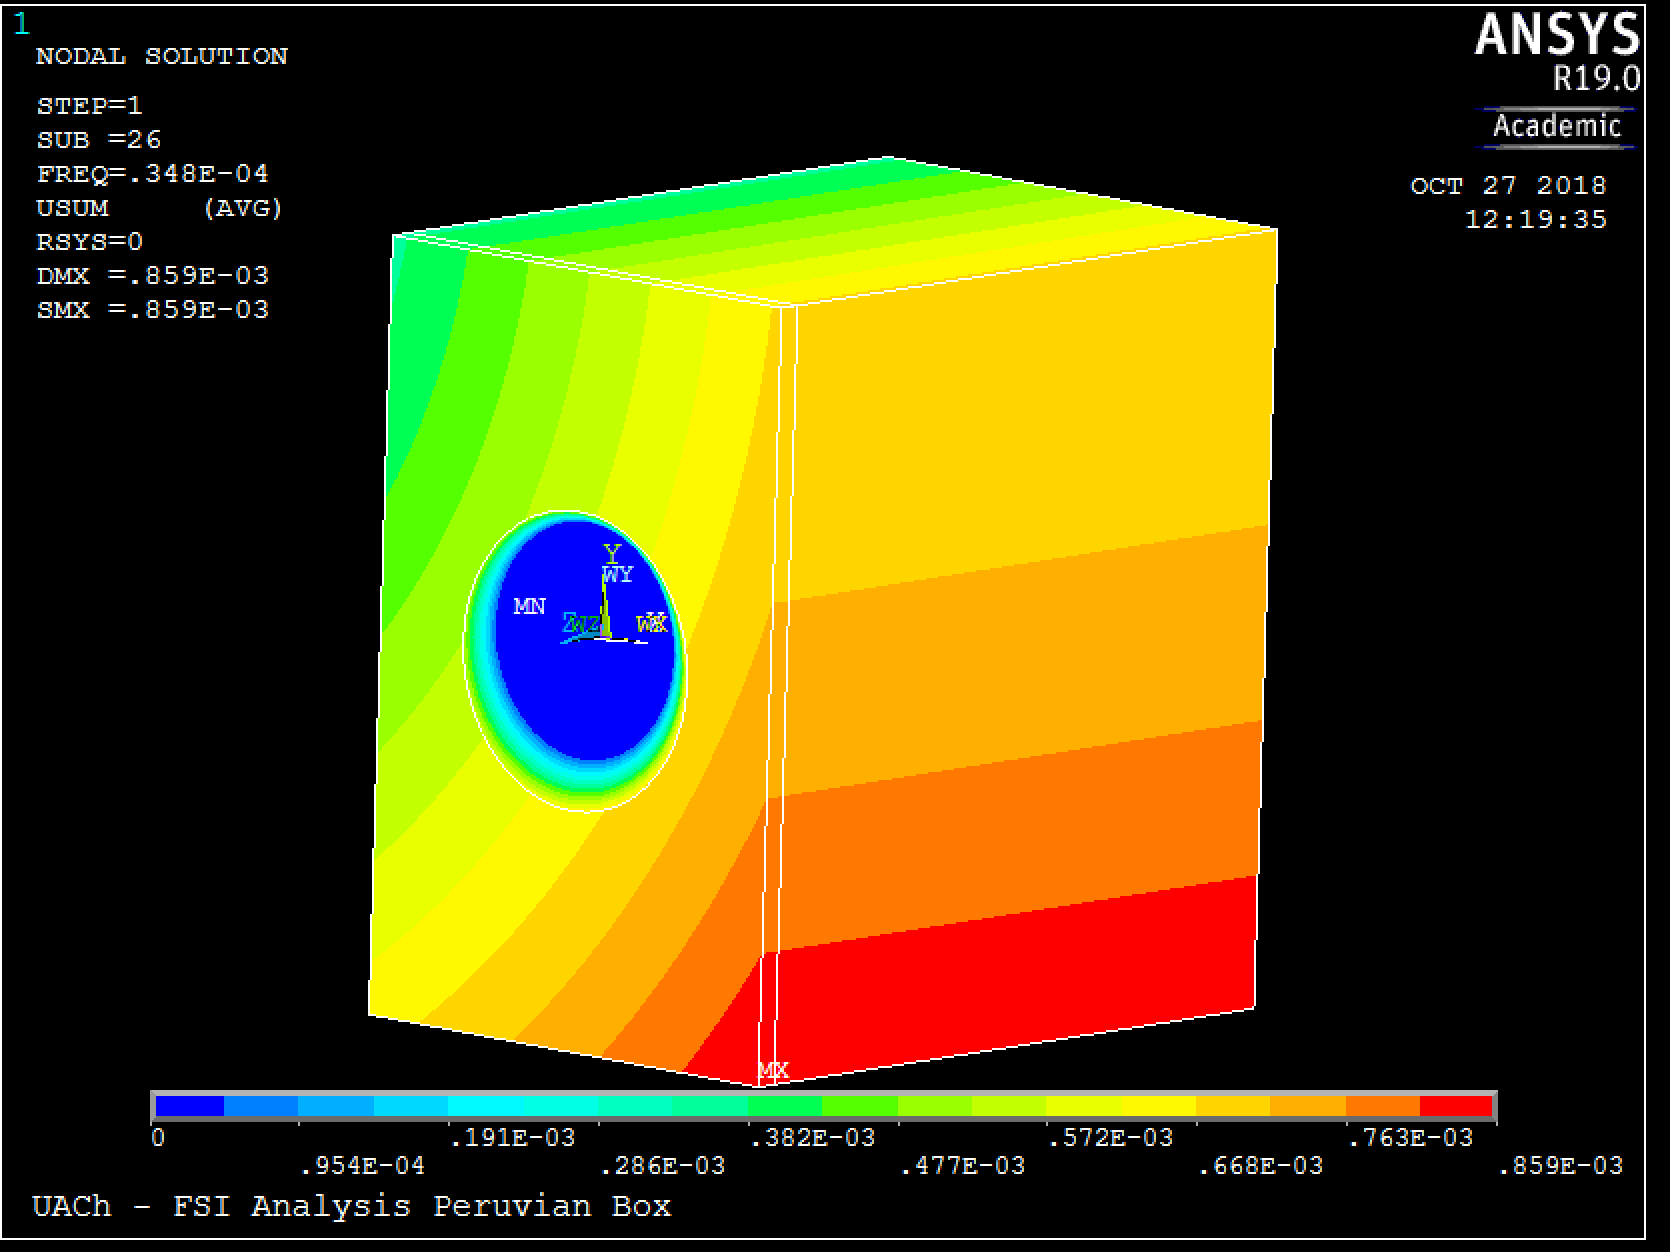 1
NODAL SOLUTION
STEP=1
SUB =26
FREQ=.348E-04
USUM (AVG)
RSYS=0
DMX =.859E-03
SMX =.859E-03
ANSYS
R19.0
Academic
OCT 27 2018
12:19:35
Y
WY
MN
MX
0 .191E-03 .382E-03 .572E-03 .763E-03
.954E-04 .286E-03 .477E-03 .668E-03 .859E-03
UACh - FSI Analysis Peruvian Box